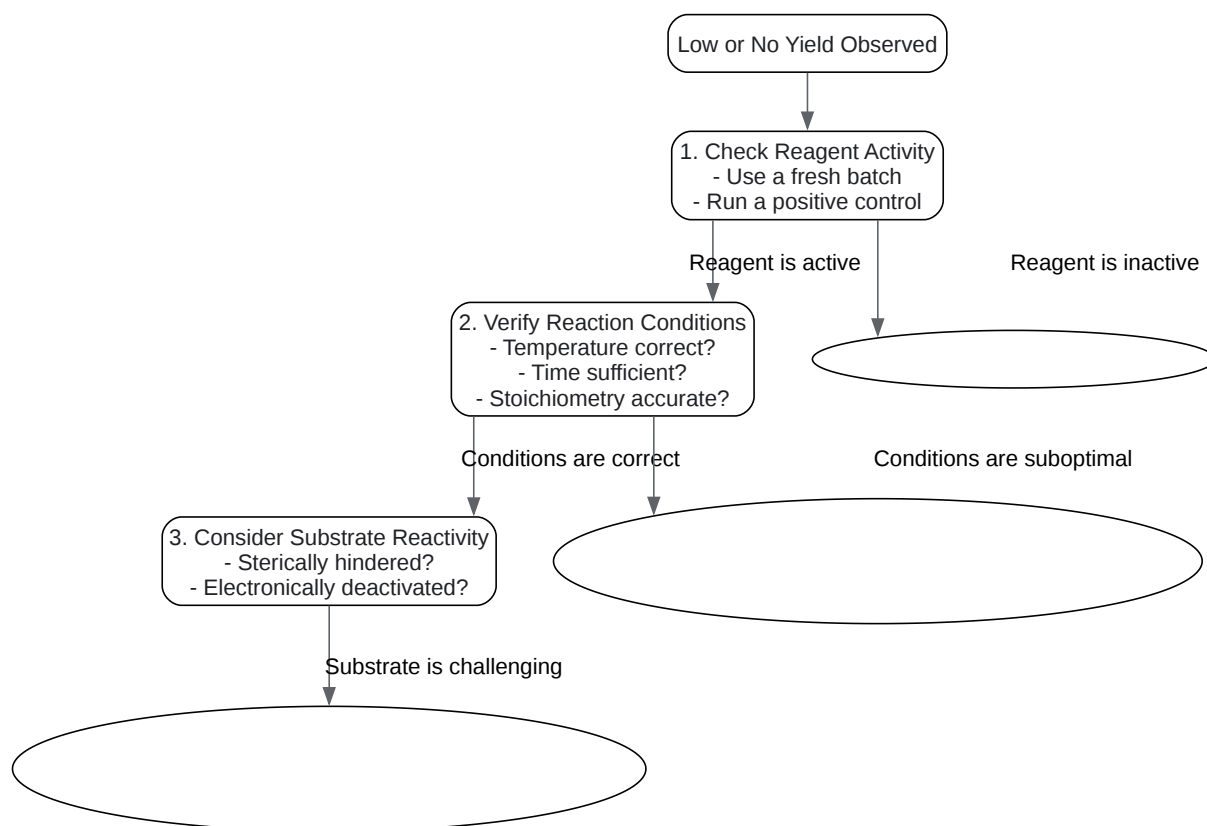 Low or No Yield Observed
1. Check Reagent Activity
- Use a fresh batch
- Run a positive control
Reagent is active
Reagent is inactive
2. Verify Reaction Conditions
- Temperature correct?
- Time sufficient?
- Stoichiometry accurate?
Conditions are correct
Conditions are suboptimal
3. Consider Substrate Reactivity
- Sterically hindered?
- Electronically deactivated?
Substrate is challenging